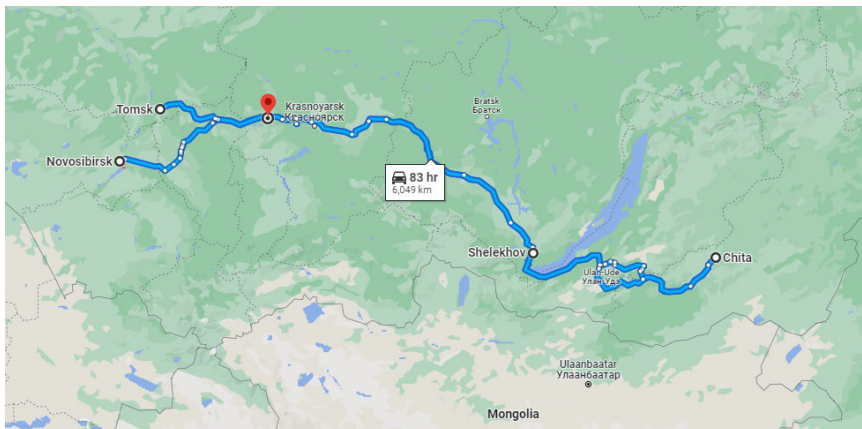 Bratsk
Братск
Tomsk
Krasnoyarsk
Красноярск
Novosibirsk
83 hr
6,049 km
Shelekhov
Chita
Ulan-Ude
Улан-Удэ
Ulaanbaatar
Улаанбаатар
Mongolia